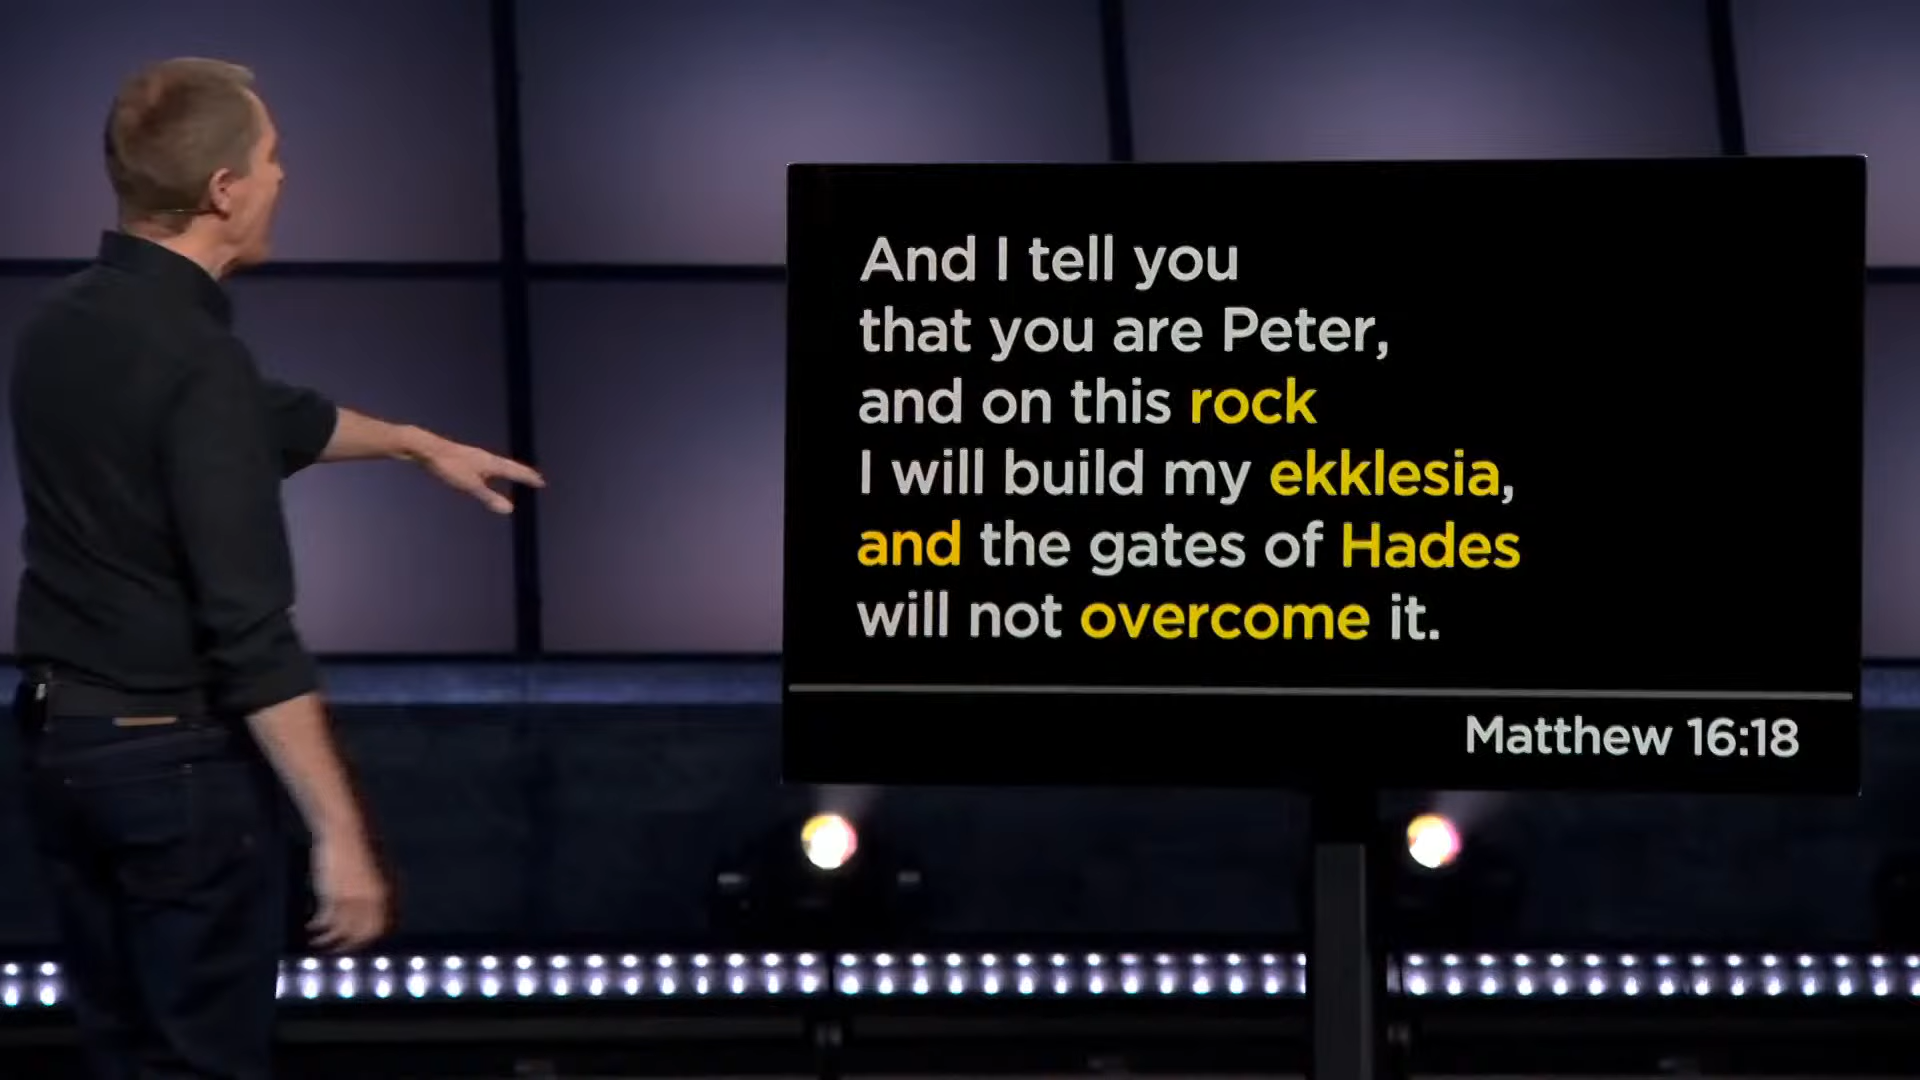 And I tell you
that you are Peter,
and on this rock
I will build my ekklesia,
and the gates of Hades
will not overcome it.
Matthew 16:18